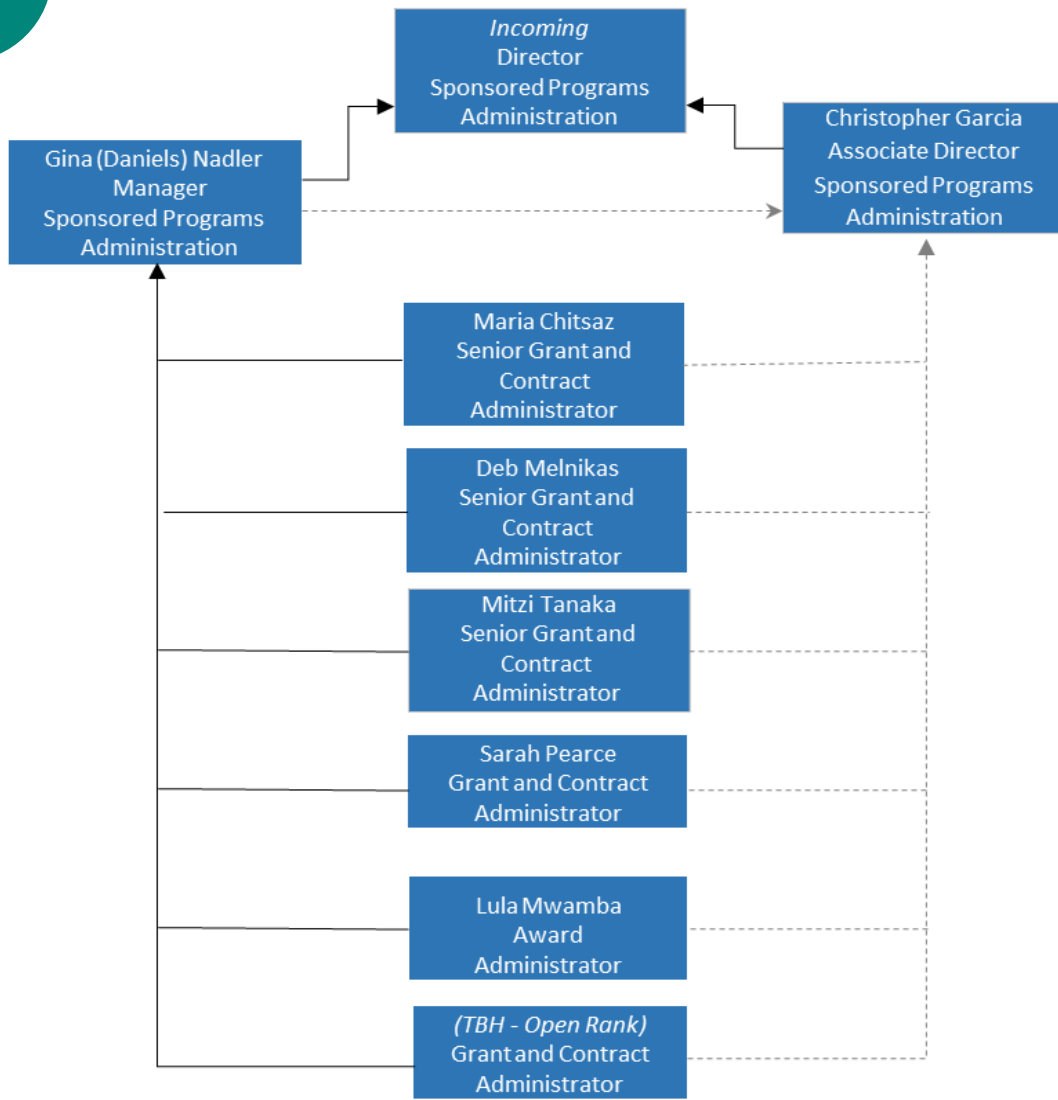 Incoming
Director
Sponsored Programs
Administration
Christopher Garcia
Associate Director
Sponsored Programs
Administration
Gina (Daniels) Nadler
Manager
Sponsored Programs
Administration
Maria Chitsaz
Senior Grant and
Contract
Administrator
Deb Melnikas
Senior Grant and
Contract
Administrator
Mitzi Tanaka
Senior Grant and
Contract
Administrator
Sarah Pearce
Grant and Contract
Administrator
Lula Mwamba
Award
Administrator
(TBH - Open Rank)
Grant and Contract
Administrator